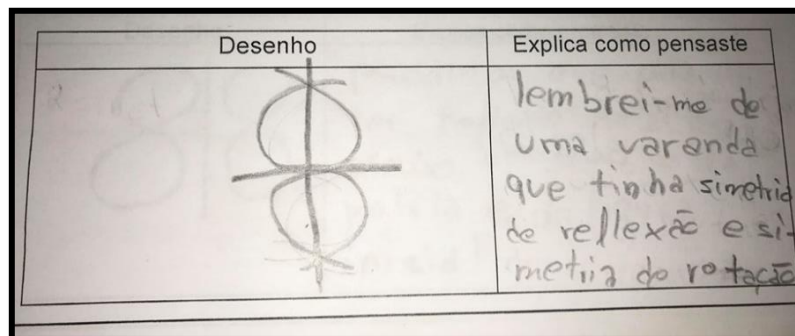 Desenho
Explica como pensaste
lembrei-me de
uma varanda
que tinha simetria
de reflexão e si-
metria de rotação